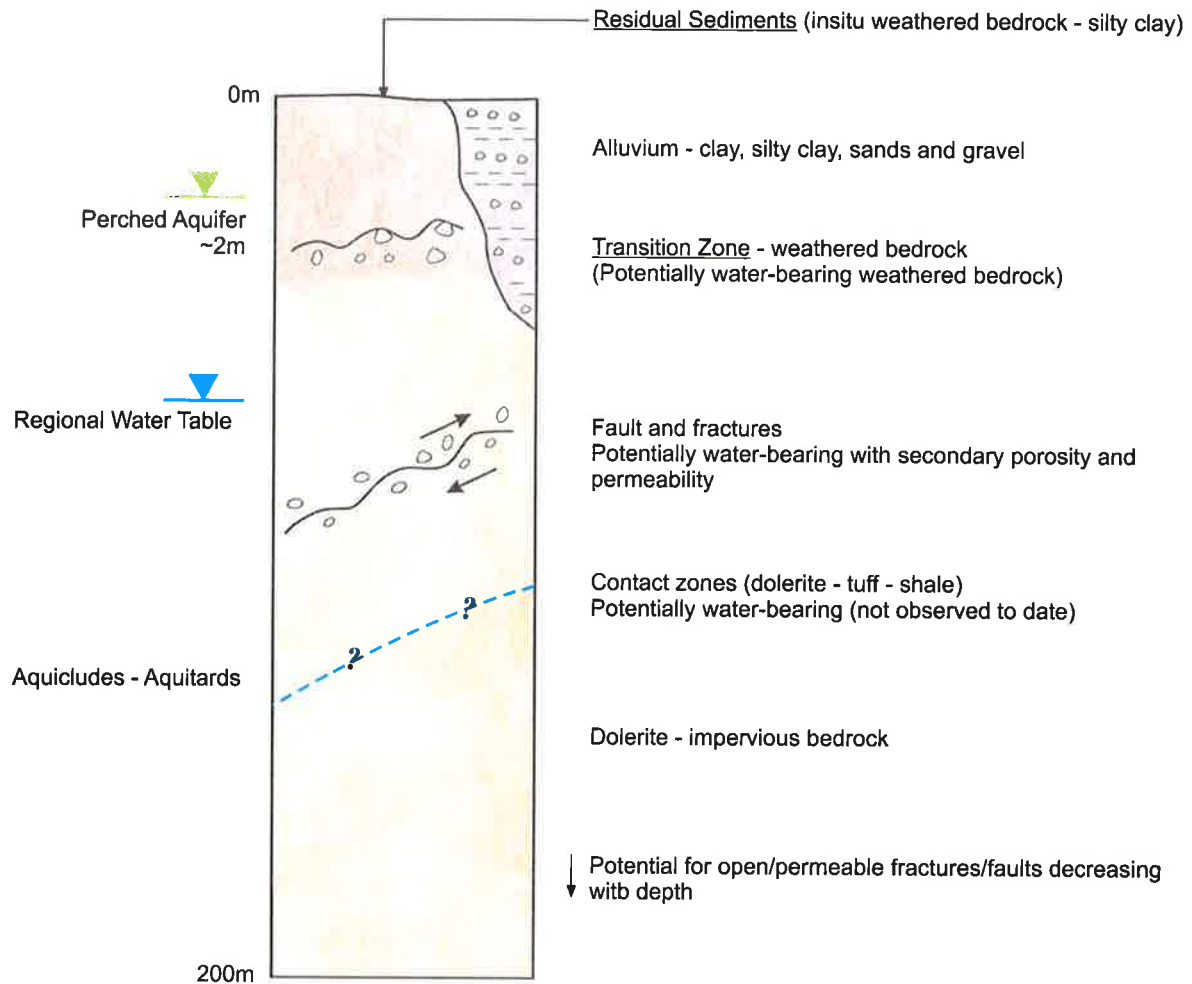 Residual Sediments (insitu weathered bedrock - silty clay)
0m
Alluvium - clay, silty clay, sands and gravel
Perched Aquifer
~2m
Transition Zone - weathered bedrock
(Potentially water-bearing weathered bedrock)
Regional Water Table
Fault and fractures
Potentially water-bearing with secondary porosity and
permeability
Contact zones (dolerite - tuff - shale)
Potentially water-bearing (not observed to date)
?
?
Aquicludes - Aquitards
Dolerite - impervious bedrock
Potential for open/permeable fractures/faults decreasing
witb depth
200m